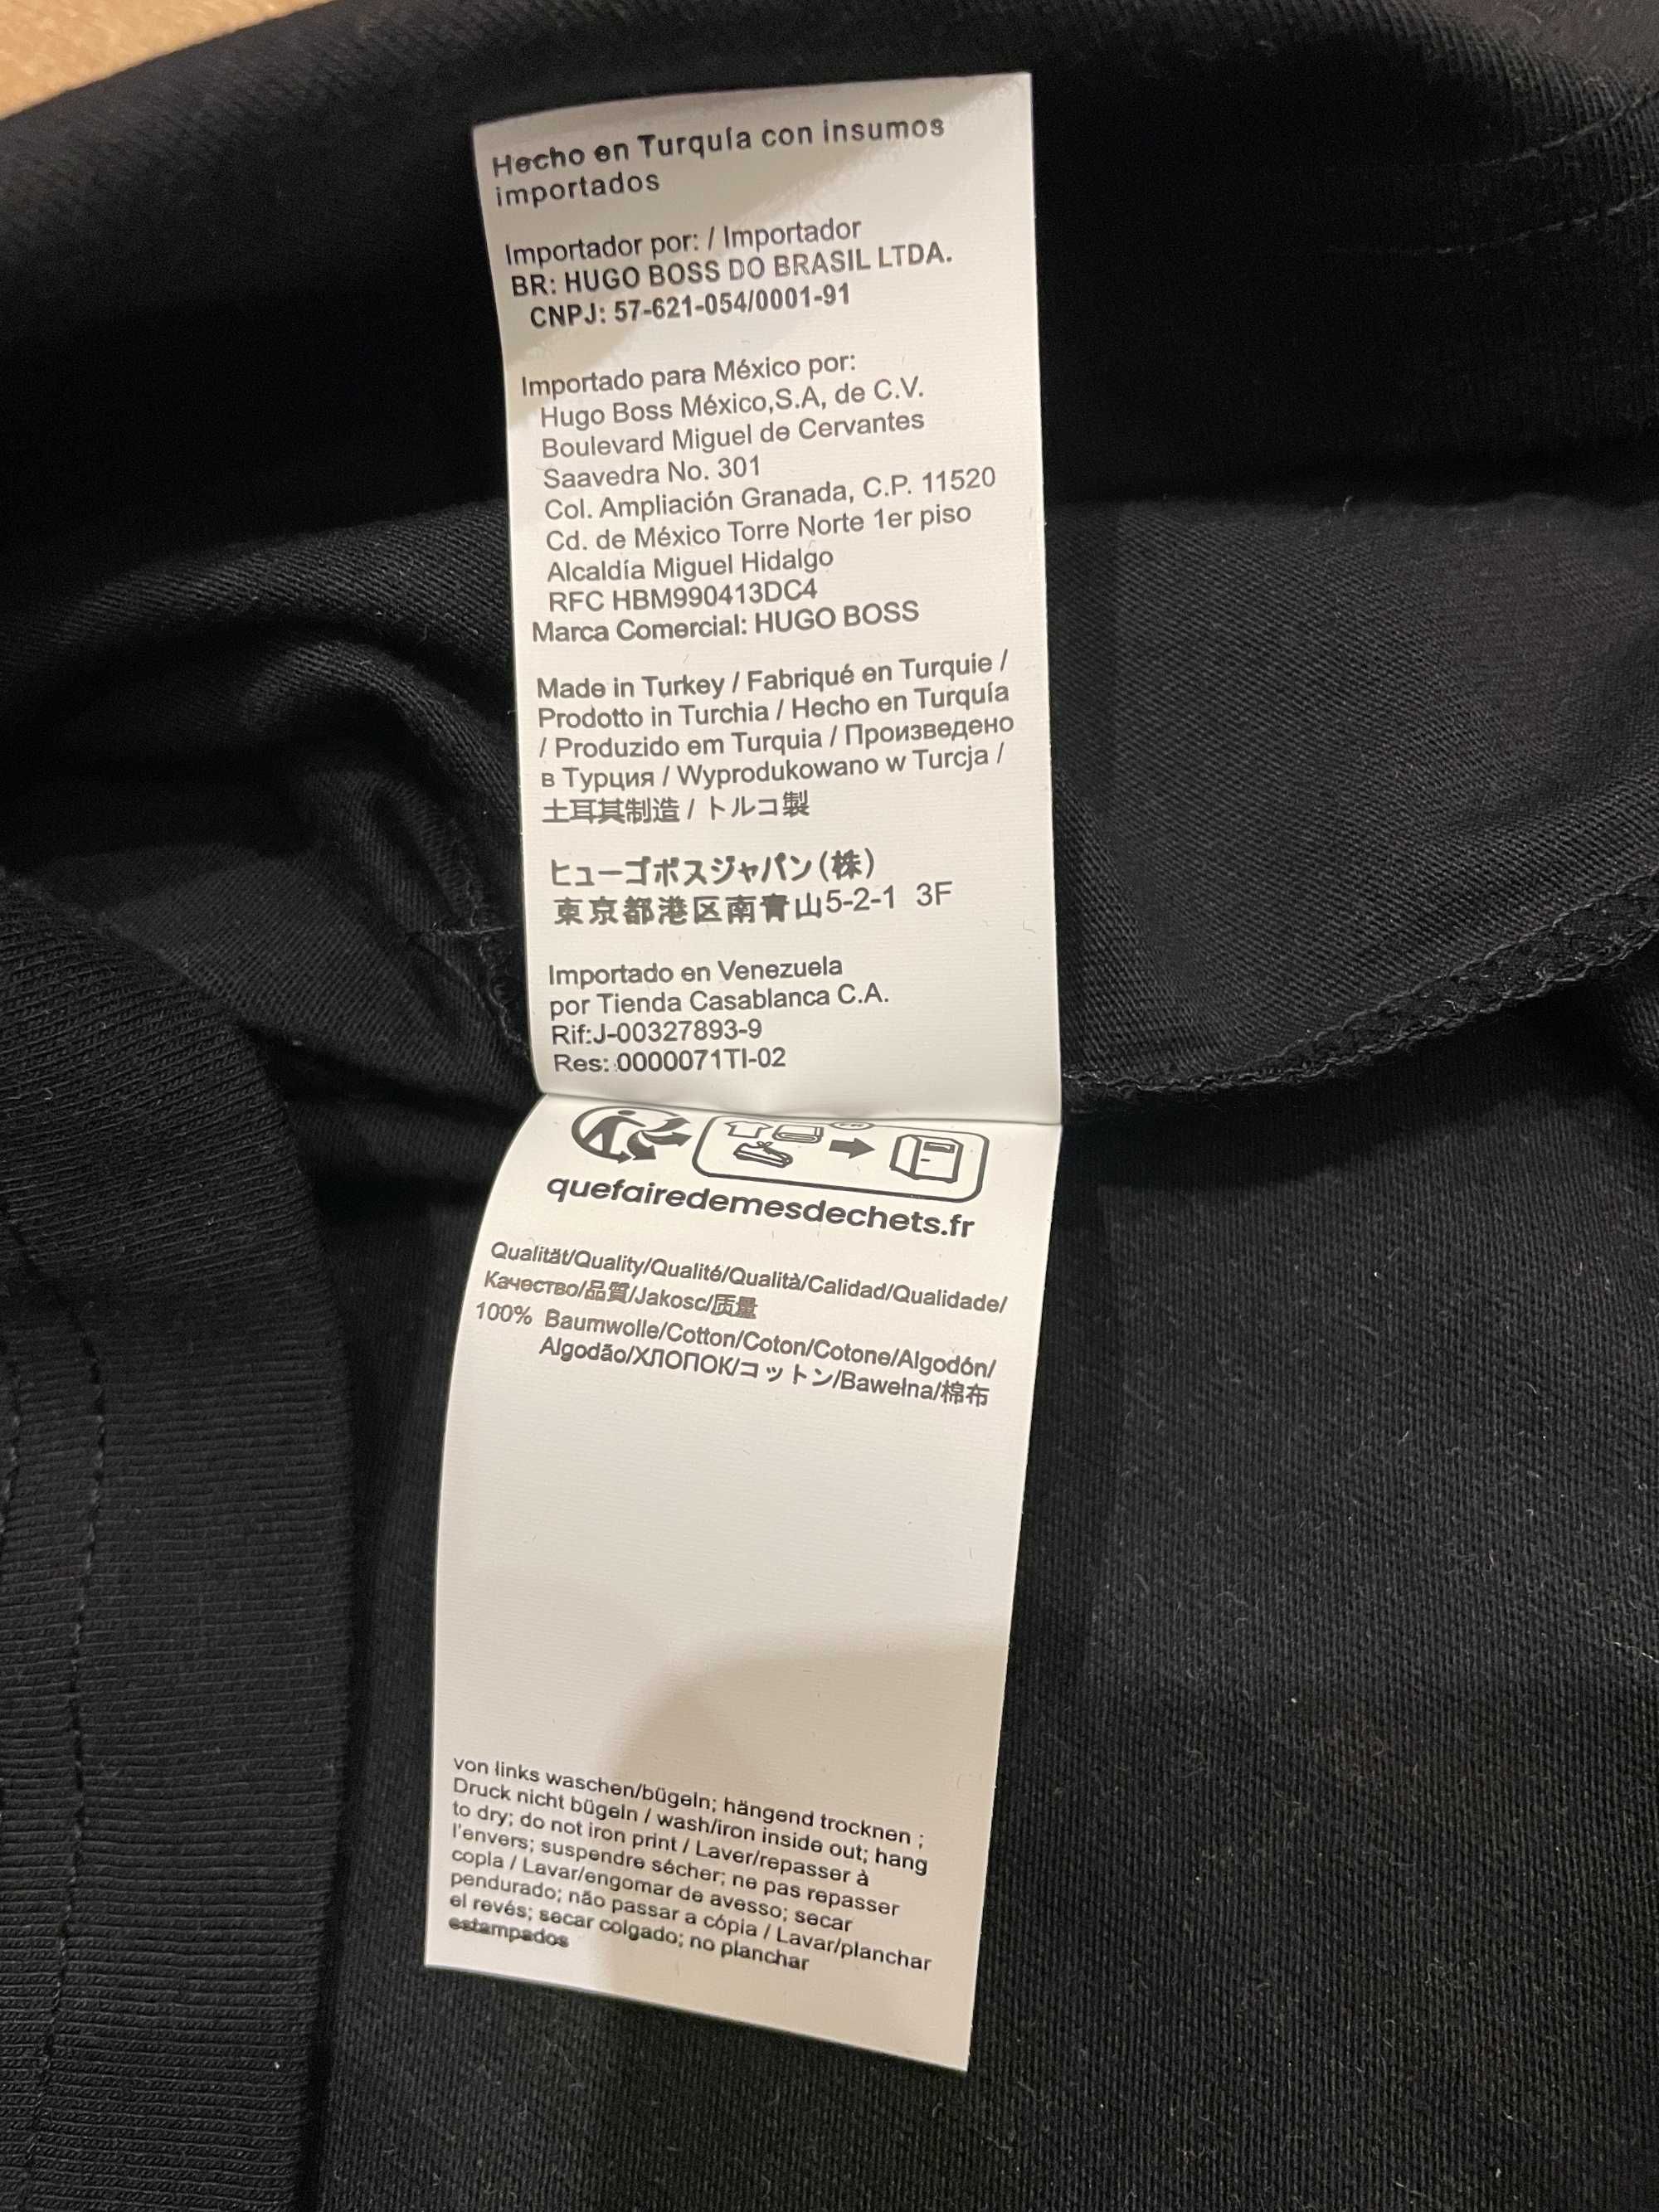 Hecho en Turquía con insumos
importados
Importador por: / Importador
BR: HUGO BOSS DO BRASIL LTDA.
CNPJ: 57-621-054/0001-91
Importado para México por:
Hugo Boss México,S.A, de C.V.
Boulevard Miguel de Cervantes
Saavedra No. 301
Col. Ampliación Granada, C.P. 11520
Cd. de México Torre Norte 1er piso
Alcaldía Miguel Hidalgo
RFC HBM990413DC4
Marca Comercial: HUGO BOSS
Made in Turkey / Fabriqué en Turquie /
Prodotto in Turchia / Hecho en Turquía
/ Produzido em Turquia / Произведено
в Турция / Wyprodukowano w Turcja /
土耳其制造 / トルコ製
ヒューゴボスジャパン(株)
東京都港区南青山5-2-1 3F
Importado en Venezuela
por Tienda Casablanca C.A.
Rif:J-00327893-9
Res: 0000071TI-02
quefairedemesdechets.fr
Qualität/Quality/Qualité/Qualità/Calidad/Qualidade/
Качество/品質/Jakosc/质量
100% Baumwolle/Cotton/Coton/Cotone/Algodón/
Algodão/ХЛОПОК/コットン/Bawełna/棉布
von links waschen/bügeln; hängend trocknen ;
Druck nicht bügeln / wash/iron inside out; hang
to dry; do not iron print / Laver/repasser à
l'envers; suspendre sécher; ne pas repasser
copla / Lavar/engomar de avesso; secar
pendurado; não passar a cópia / Lavar/planchar
el revés; secar colgado; no planchar
estampados